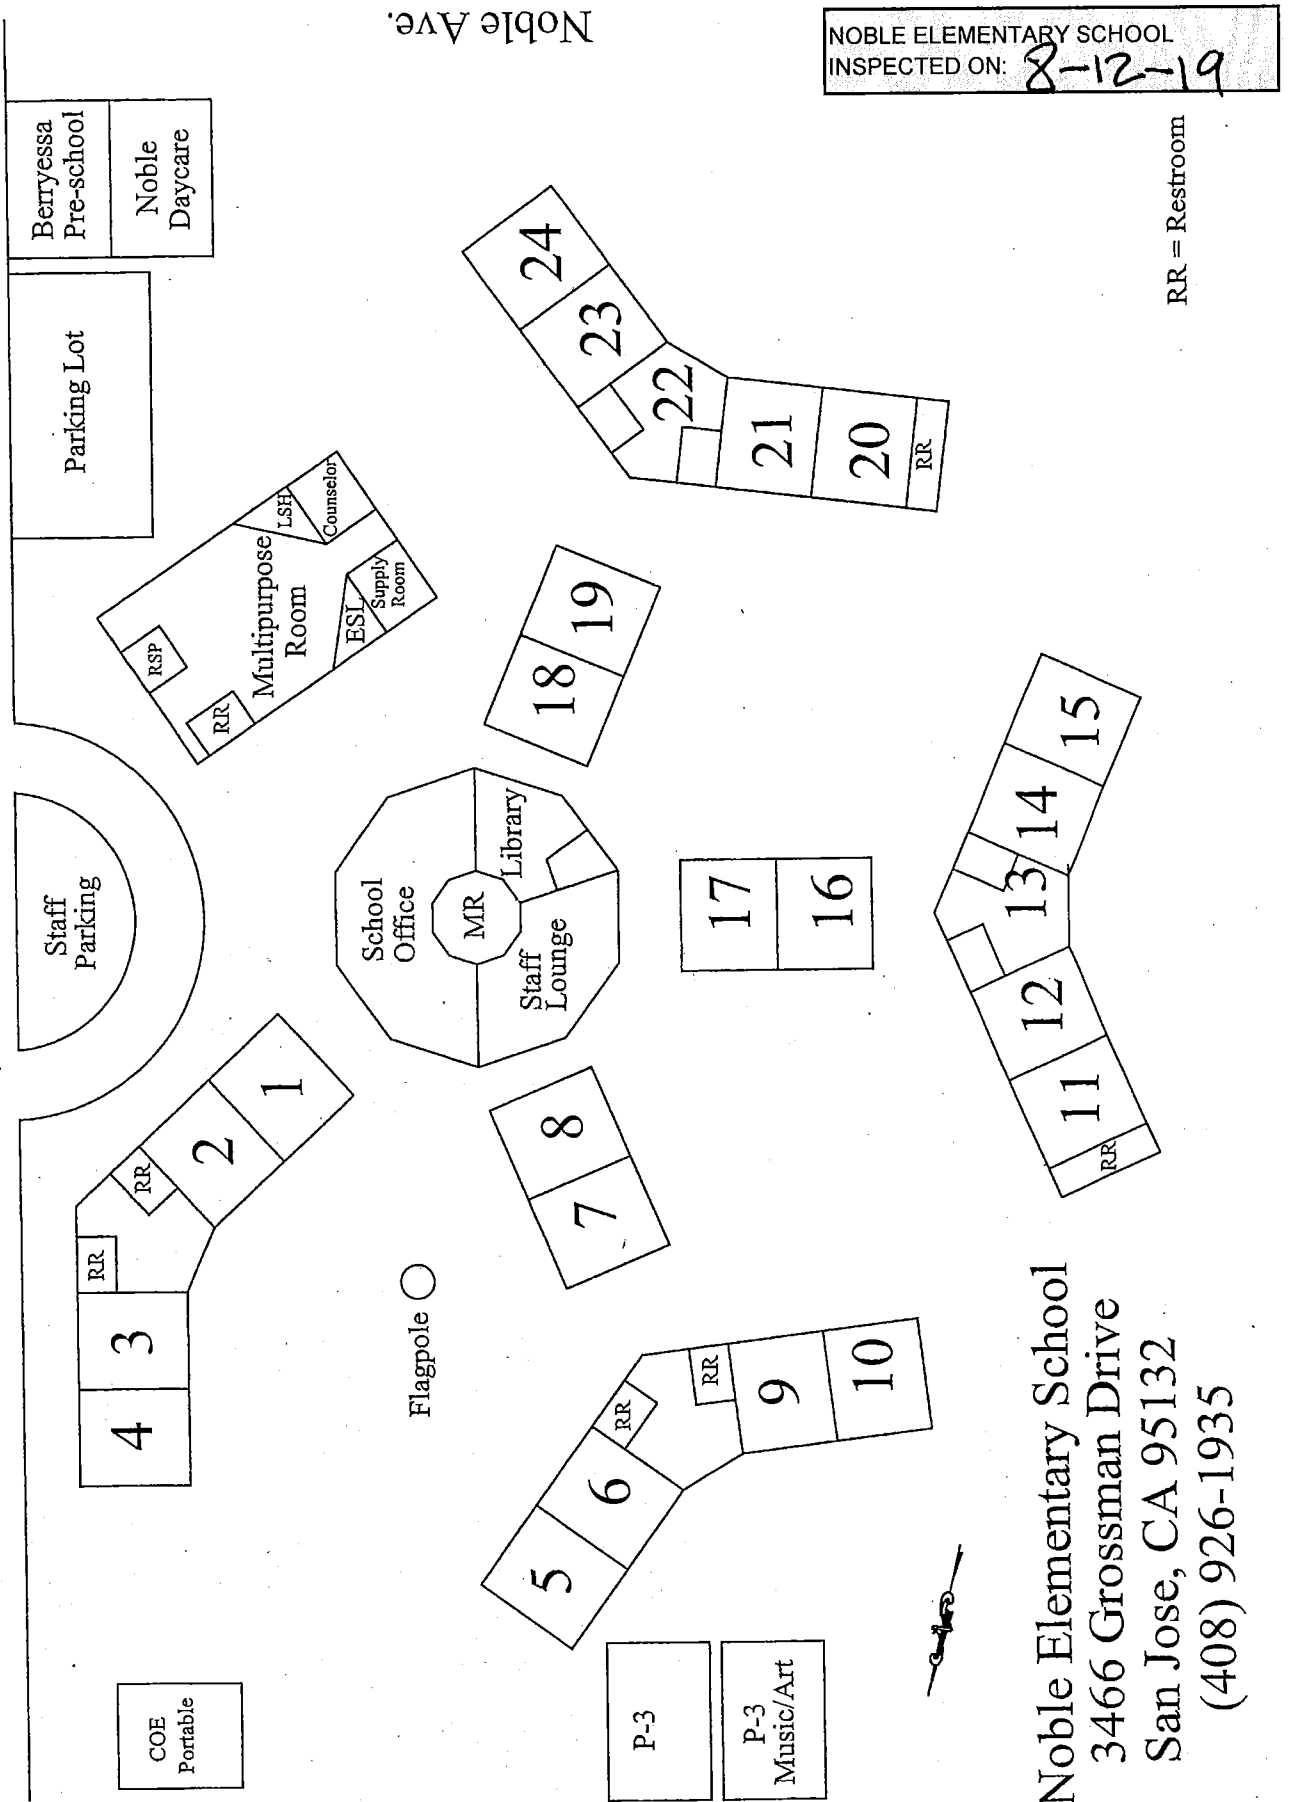 Noble Ave.
NOBLE ELEMENTARY SCHOOL
INSPECTED ON: 8-12-19
RR = Restroom
Berryessa
Pre-school
Noble
Daycare
Parking Lot
Staff
Parking
COE
Portable
RSP
RR
Multipurpose
Room
LSH
Counselor
ESL
Supply
Room
School
Office
MR
Library
Staff
Lounge
Flagpole
1
2
RR
RR
3
4
5
6
RR
RR
9
10
7
8
P-3
P-3
Music/Art
11
RR
12
13
14
15
16
17
18
19
20
RR
21
22
23
24
Noble Elementary School
3466 Grossman Drive
San Jose, CA 95132
(408) 926-1935